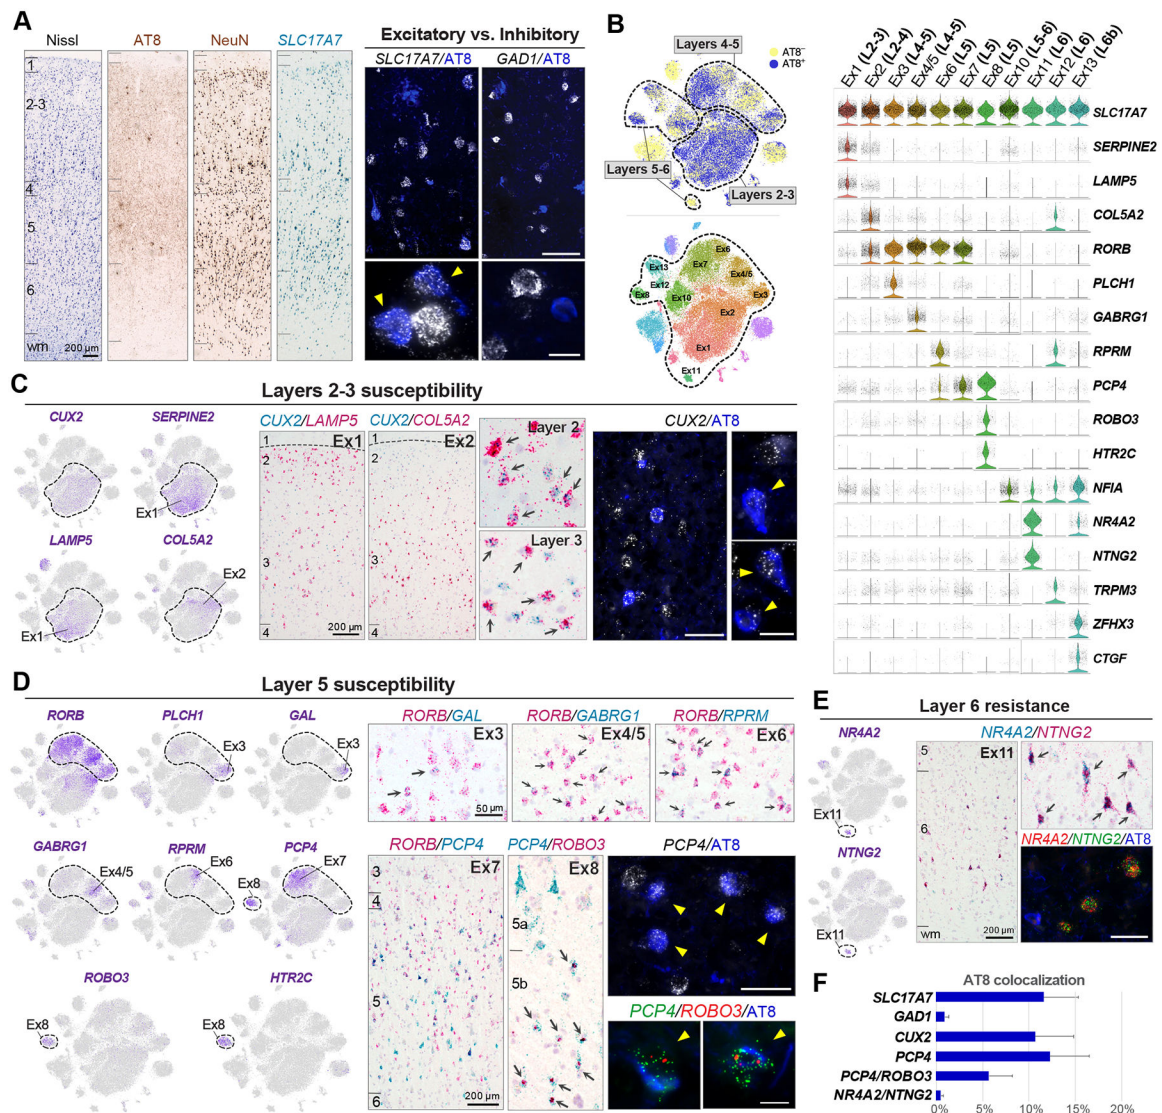 A
Nissl
AT8
NeuN
SLC17A7
1
2-3
4
5
6
wm
200 µm
Excitatory vs. Inhibitory
SLC17A7/AT8
GAD1/AT8
B
AT8⁻
AT8⁺
Layers 4-5
Layers 5-6
Layers 2-3
Ex6
Ex7
Ex13
Ex4/5
Ex12
Ex8
Ex10
Ex3
Ex2
Ex1
Ex11
Ex1 (L2-3)
Ex2 (L2-4)
Ex3 (L4-5)
Ex4/5 (L4-5)
Ex6 (L5)
Ex7 (L5)
Ex8 (L5)
Ex10 (L5-6)
Ex11 (L6)
Ex12 (L6)
Ex13 (L6b)
SLC17A7
SERPINE2
LAMP5
COL5A2
RORB
PLCH1
GABRG1
RPRM
PCP4
ROBO3
HTR2C
NFIA
NR4A2
NTNG2
TRPM3
ZFHX3
CTGF
C
Layers 2-3 susceptibility
CUX2
SERPINE2
Ex1
LAMP5
COL5A2
Ex2
Ex1
CUX2/LAMP5
1
Ex1
2
3
4
200 µm
CUX2/COL5A2
1
Ex2
2
3
4
Layer 2
Layer 3
CUX2/AT8
D
Layer 5 susceptibility
RORB
PLCH1
GAL
Ex3
Ex3
GABRG1
RPRM
PCP4
Ex4/5
Ex6
Ex7
Ex8
ROBO3
HTR2C
Ex8
Ex8
RORB/GAL
Ex3
50 µm
RORB/GABRG1
Ex4/5
RORB/RPRM
Ex6
RORB/PCP4
3
Ex7
4
5
6
200 µm
PCP4/ROBO3
Ex8
5a
5b
PCP4/AT8
PCP4/ROBO3/AT8
E
Layer 6 resistance
NR4A2
Ex11
NTNG2
Ex11
NR4A2/NTNG2
5
Ex11
6
wm
200 µm
NR4A2/NTNG2/AT8
F
AT8 colocalization
SLC17A7
GAD1
CUX2
PCP4
PCP4/ROBO3
NR4A2/NTNG2
0%
5%
10%
15%
20%